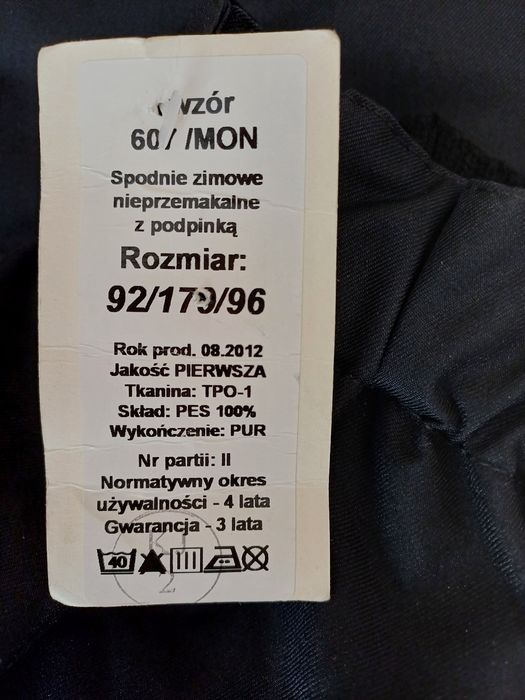 wzór
60 / /MON
Spodnie zimowe
nieprzemakalne
z podpinką
Rozmiar:
92/170/96
Rok prod. 08.2012
Jakość PIERWSZA
Tkanina: TPO-1
Skład: PES 100%
Wykończenie: PUR
Nr partii: II
Normatywny okres
używalności - 4 lata
Gwarancja - 3 lata
40